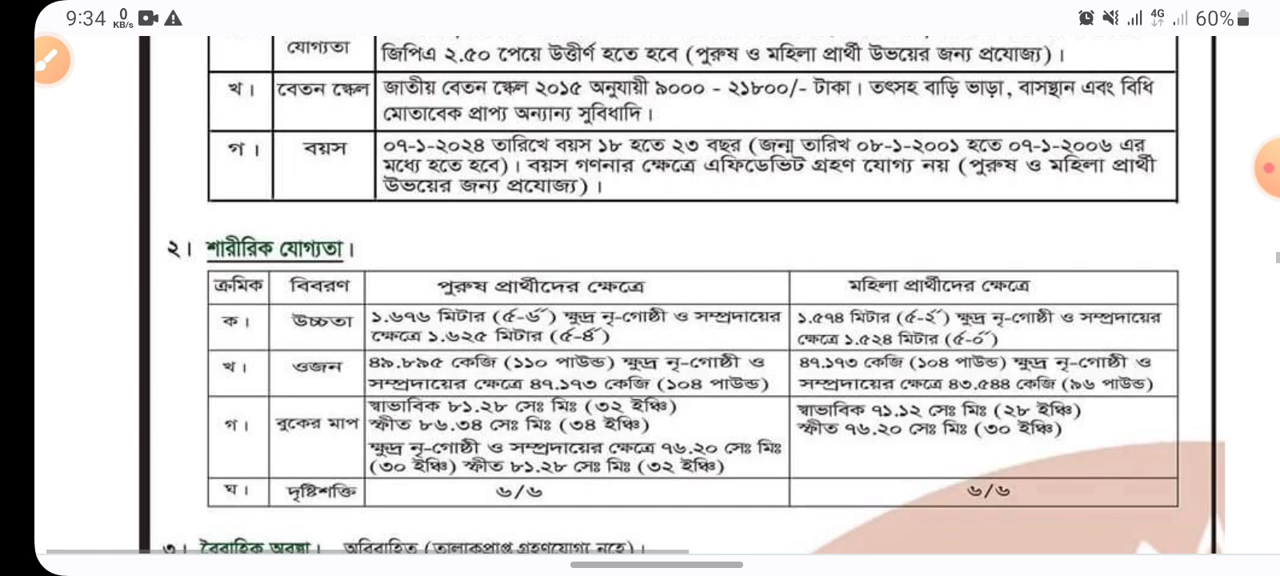 9:34 0 KB/s 4G 60%
যোগ্যতা জিপিএ ২.৫০ পেয়ে উত্তীর্ণ হতে হবে (পুরুষ ও মহিলা প্রার্থী উভয়ের জন্য প্রযোজ্য)।
খ। বেতন স্কেল জাতীয় বেতন স্কেল ২০১৫ অনুযায়ী ৯০০০ - ২১৮০০/- টাকা। তৎসহ বাড়ি ভাড়া, বাসস্থান এবং বিধি
মোতাবেক প্রাপ্য অন্যান্য সুবিধাদি।
গ। বয়স ০৭-১-২০২৪ তারিখে বয়স ১৮ হতে ২৩ বছর (জন্ম তারিখ ০৮-১-২০০১ হতে ০৭-১-২০০৬ এর
মধ্যে হতে হবে)। বয়স গণনার ক্ষেত্রে এফিডেভিট গ্রহণ যোগ্য নয় (পুরুষ ও মহিলা প্রার্থী
উভয়ের জন্য প্রযোজ্য)।
২। শারীরিক যোগ্যতা।
ক্রমিক বিবরণ পুরুষ প্রার্থীদের ক্ষেত্রে মহিলা প্রার্থীদের ক্ষেত্রে
ক। উচ্চতা ১.৬৭৬ মিটার (৫'-৬") ক্ষুদ্র নৃ-গোষ্ঠী ও সম্প্রদায়ের
ক্ষেত্রে ১.৬২৫ মিটার (৫'-৪")
১.৫৭৪ মিটার (৫'-২") ক্ষুদ্র নৃ-গোষ্ঠী ও সম্প্রদায়ের
ক্ষেত্রে ১.৫২৪ মিটার (৫'-০")
খ। ওজন ৪৯.৮৯৫ কেজি (১১০ পাউন্ড) ক্ষুদ্র নৃ-গোষ্ঠী ও
সম্প্রদায়ের ক্ষেত্রে ৪৭.১৭৩ কেজি (১০৪ পাউন্ড)
৪৭.১৭৩ কেজি (১০৪ পাউন্ড) ক্ষুদ্র নৃ-গোষ্ঠী ও
সম্প্রদায়ের ক্ষেত্রে ৪৩.৫৪৪ কেজি (৯৬ পাউন্ড)
গ। বুকের মাপ স্বাভাবিক ৮১.২৮ সেঃ মিঃ (৩২ ইঞ্চি)
স্ফীত ৮৬.৩৪ সেঃ মিঃ (৩৪ ইঞ্চি)
ক্ষুদ্র নৃ-গোষ্ঠী ও সম্প্রদায়ের ক্ষেত্রে ৭৬.২০ সেঃ মিঃ
(৩০ ইঞ্চি) স্ফীত ৮১.২৮ সেঃ মিঃ (৩২ ইঞ্চি)
স্বাভাবিক ৭১.১২ সেঃ মিঃ (২৮ ইঞ্চি)
স্ফীত ৭৬.২০ সেঃ মিঃ (৩০ ইঞ্চি)
ঘ। দৃষ্টিশক্তি ৬/৬ ৬/৬
৩। বৈবাহিক অবস্থা। অবিবাহিত (তালাকপ্রাপ্ত গ্রহণযোগ্য নহে)।